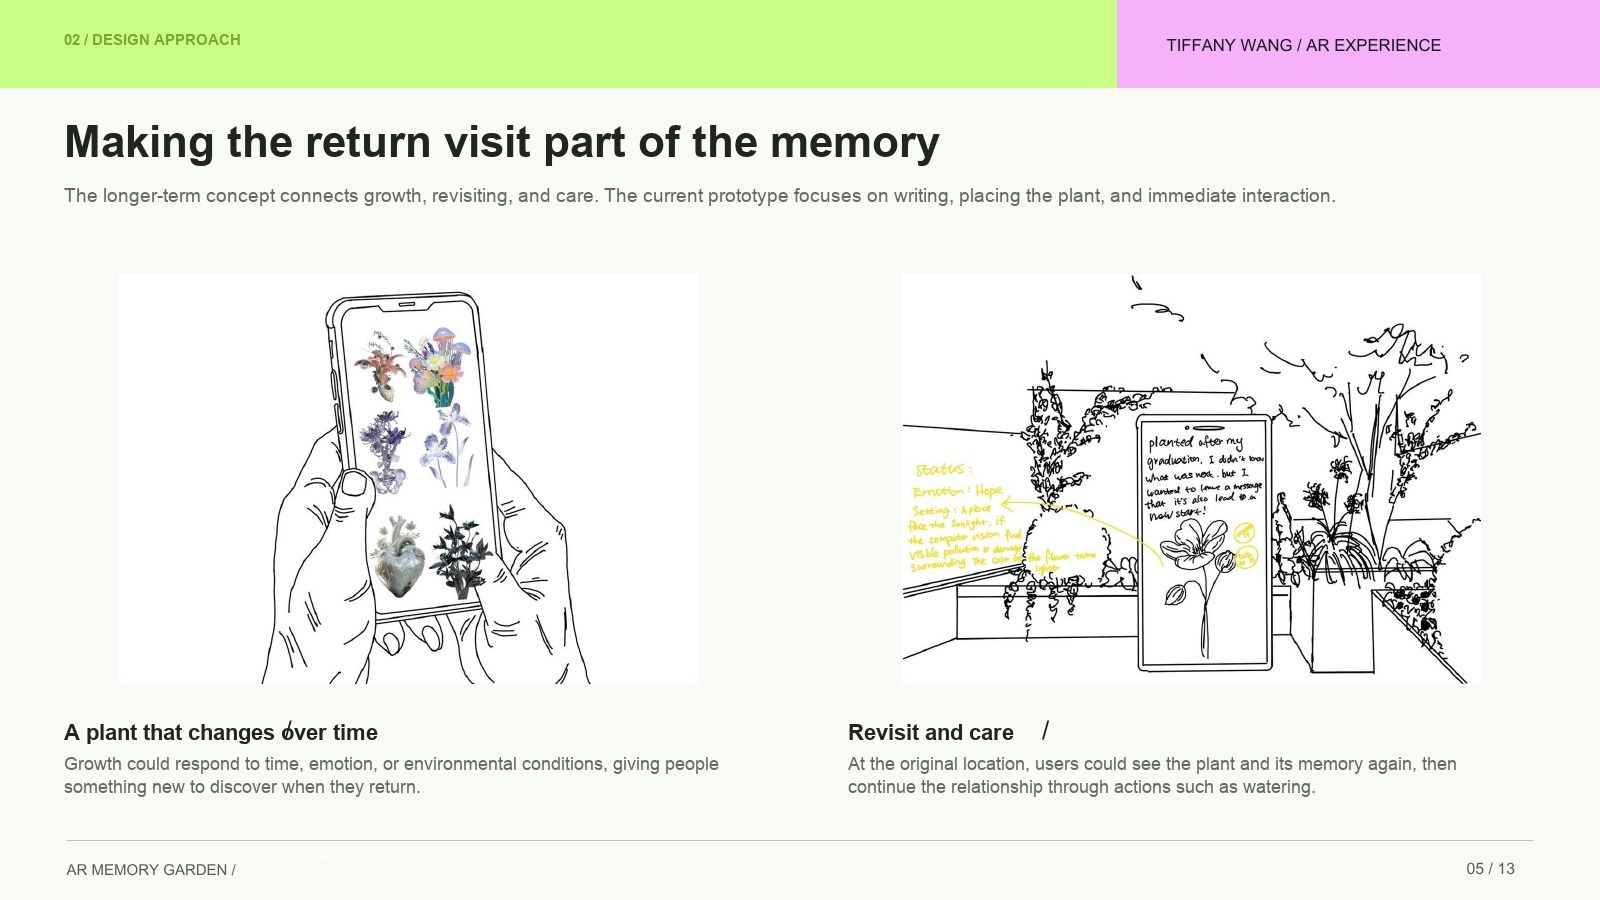 02 / DESIGN APPROACH
TIFFANY WANG / AR EXPERIENCE
Making the return visit part of the memory
The longer-term concept connects growth, revisiting, and care. The current prototype focuses on writing, placing the plant, and immediate interaction.
planted after my
graduation, I didn't know
what was next. but I
wanted to leave a message
that it's also lead to a
new start!
Status:
Emotion: Hope
Setting: A place
face the sunlight, if
the computer vision find
visible pollution or damage
surrounding the color of the flower turns
lighter
A plant that changes over time
/
Growth could respond to time, emotion, or environmental conditions, giving people
something new to discover when they return.
Revisit and care /
At the original location, users could see the plant and its memory again, then
continue the relationship through actions such as watering.
AR MEMORY GARDEN /
05 / 13